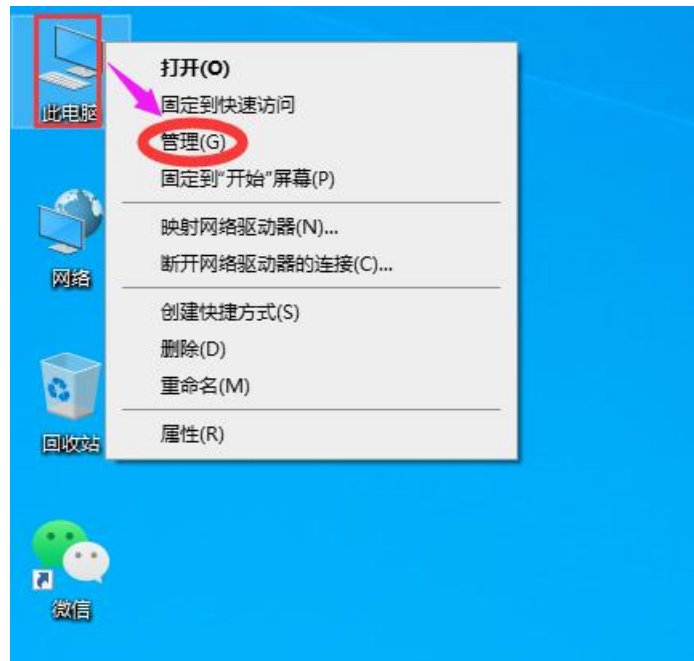 此电脑
打开(O)
固定到快速访问
管理(G)
固定到"开始"屏幕(P)
映射网络驱动器(N)...
断开网络驱动器的连接(C)...
创建快捷方式(S)
删除(D)
重命名(M)
属性(R)
网络
回收站
微信